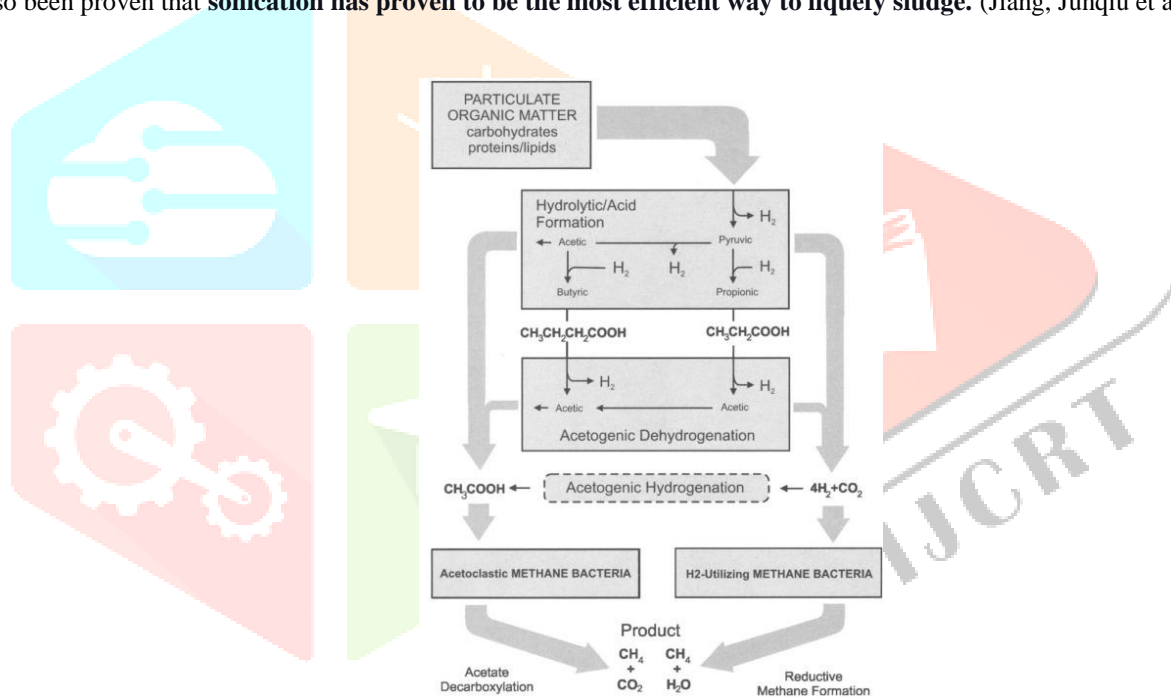 so been proven that sonication has proven to be the most efficient way to liquefy sludge. (Jiang, Junqiu et a
PARTICULATE
ORGANIC MATTER
carbohydrates
proteins/lipids
Hydrolytic/Acid
Formation
H₂
Acetic
Pyruvic
H₂
H₂
H₂
Butyric
Propionic
CH₃CH₂CH₂COOH
CH₃CH₂COOH
H₂
H₂
Acetic
Acetic
Acetogenic Dehydrogenation
CH₃COOH
Acetogenic Hydrogenation
4H₂+CO₂
Acetoclastic METHANE BACTERIA
H2-Utilizing METHANE BACTERIA
Product
CH₄
+
CO₂
CH₄
+
H₂O
Acetate
Decarboxylation
Reductive
Methane Formation
IJCRT